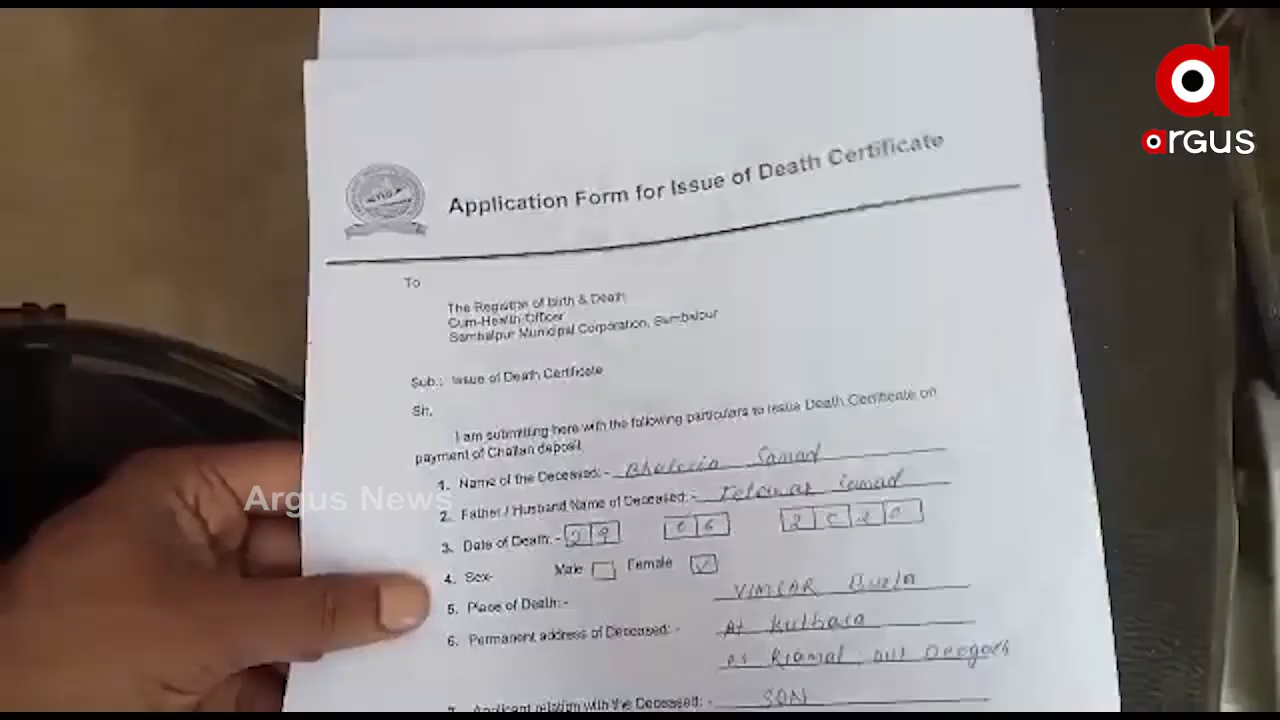 argus
Application Form for Issue of Death Certificate
To
The Registrar of birth & Death
Cum-Health Officer
Sambalpur Municipal Corporation, Sambalpur
Sub.: Issue of Death Certificate
Sir,
I am submitting here with the following particulars to Issue Death Certificate on
payment of Challan deposit
1. Name of the Deceased:-
Argus News
2. Father / Husband Name of Deceased:-
3. Date of Death:- 29 06 2020
4. Sex- Male Female ✓
5. Place of Death:- VIMSAR Burla
6. Permanent address of Deceased:- At
7. Applicant relation with the Deceased:- SON